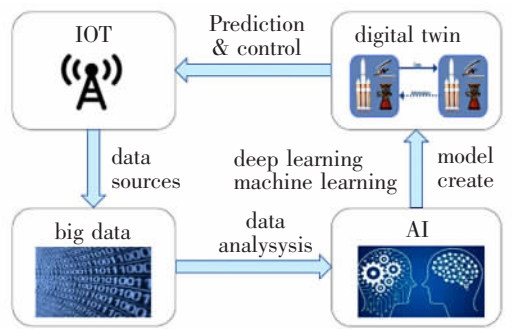 IOT
Prediction
& control
digital twin
data
sources
deep learning
machine learning
model
create
big data
data
analysysis
AI